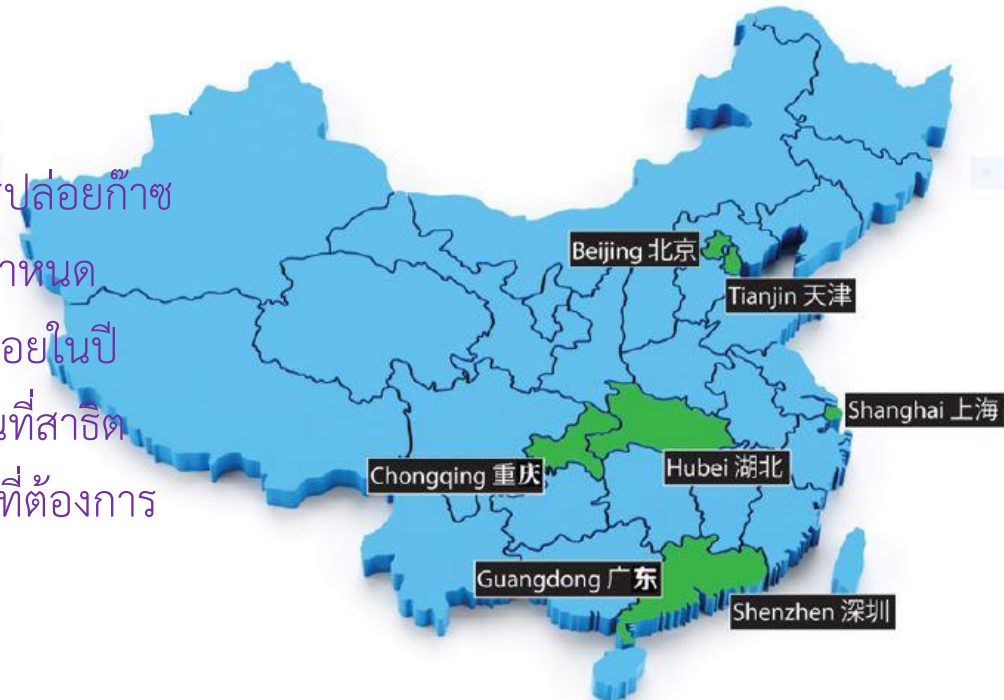 ปล่อยก๊าซ
กำหนด
อยในปี
นที่สาธิต
ที่ต้องการ
Beijing 北京
Tianjin 天津
Shanghai 上海
Chongqing 重庆
Hubei 湖北
Guangdong 广东
Shenzhen 深圳